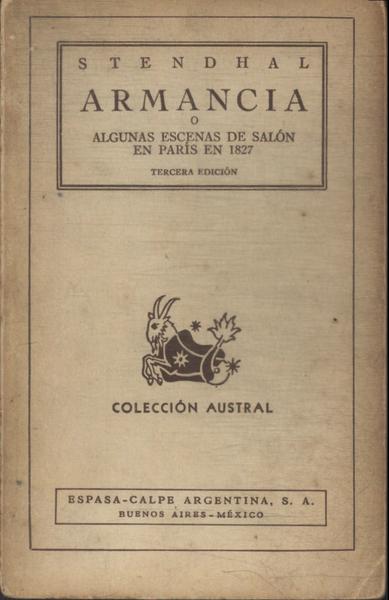 STENDHAL
ARMANCIA
O
ALGUNAS ESCENAS DE SALÓN
EN PARÍS EN 1827
TERCERA EDICIÓN
COLECCIÓN AUSTRAL
ESPASA-CALPE ARGENTINA, S. A.
BUENOS AIRES-MÉXICO